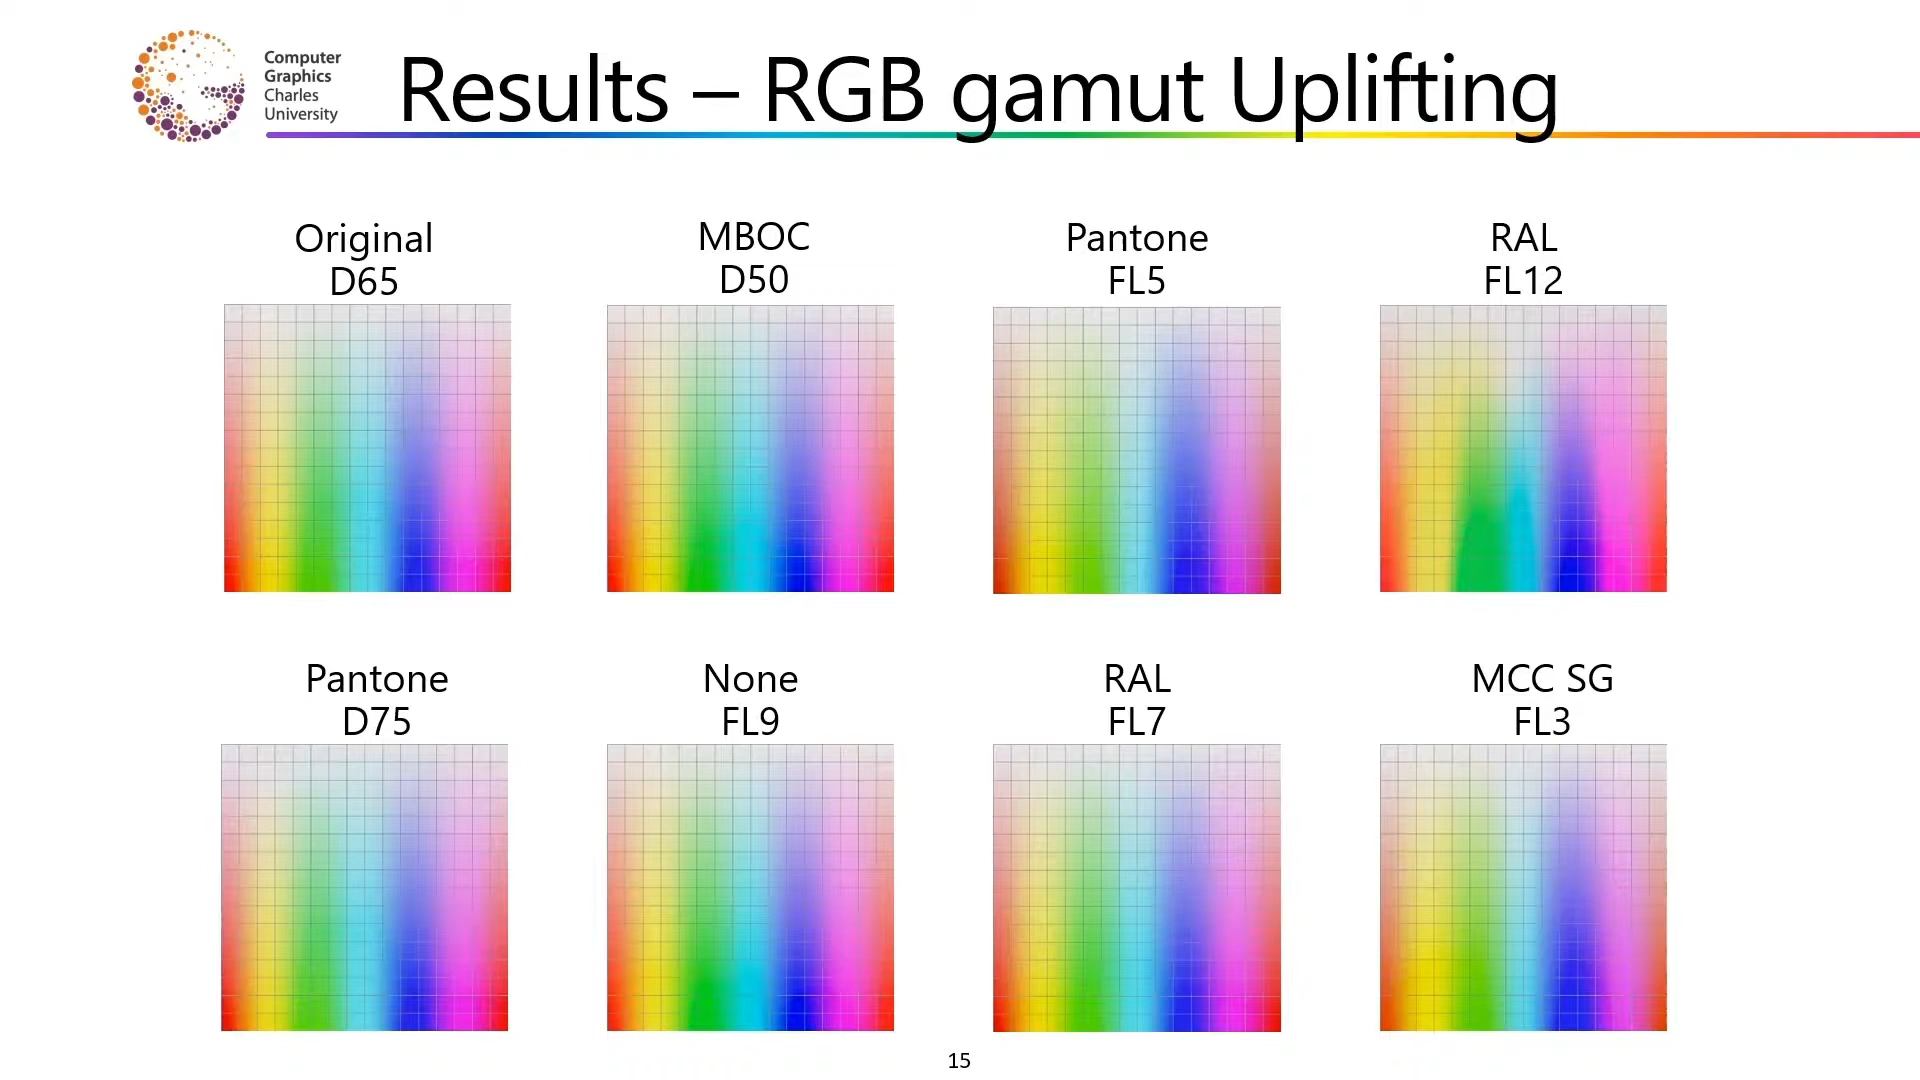 Computer
Graphics
Charles
University
Results – RGB gamut Uplifting
Original
D65
MBOC
D50
Pantone
FL5
RAL
FL12
Pantone
D75
None
FL9
RAL
FL7
MCC SG
FL3
15